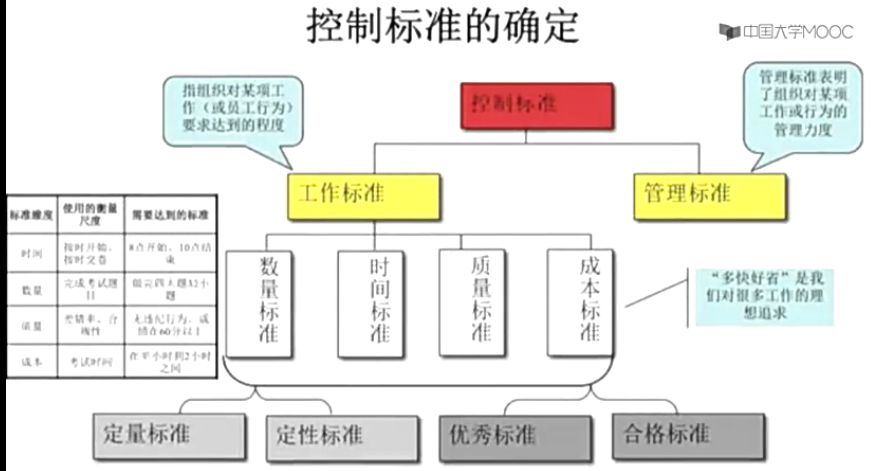 控制标准的确定
中国大学MOOC
指组织对某项工
作（或员工行为）
要求达到的程度
控制标准
管理标准表明
了组织对某项
工作或行为的
管理力度
工作标准
管理标准
标准维度
使用的衡量
尺度
需要达到的标准
时间
按时开始、
按时交卷
8点开始、10点结
束
数量
完成考试题
目
做完四大题32小
题
质量
差错率、合
规性
无违纪行为、成
绩在60分以上
成本
考试时间
在半小时到2小时
之间
数量标准
时间标准
质量标准
成本标准
“多快好省”是我
们对很多工作的理
想追求
定量标准
定性标准
优秀标准
合格标准